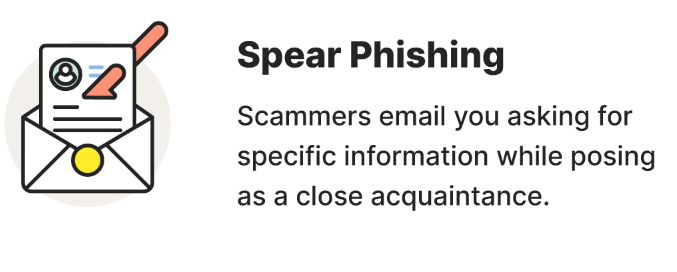 Spear Phishing
Scammers email you asking for
specific information while posing
as a close acquaintance.